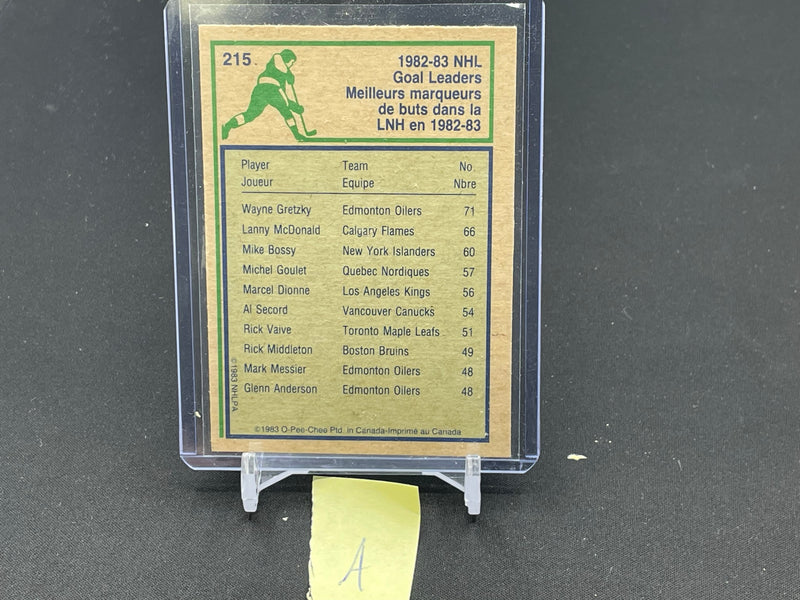 215
1982-83 NHL
Goal Leaders
Meilleurs marqueurs
de buts dans la
LNH en 1982-83
Player Team No.
Joueur Equipe Nbre
Wayne Gretzky Edmonton Oilers 71
Lanny McDonald Calgary Flames 66
Mike Bossy New York Islanders 60
Michel Goulet Quebec Nordiques 57
Marcel Dionne Los Angeles Kings 56
Al Secord Vancouver Canucks 54
Rick Vaive Toronto Maple Leafs 51
Rick Middleton Boston Bruins 49
Mark Messier Edmonton Oilers 48
Glenn Anderson Edmonton Oilers 48
©1983 NHLPA
©1983 O-Pee-Chee Ptd. in Canada-Imprimé au Canada
A